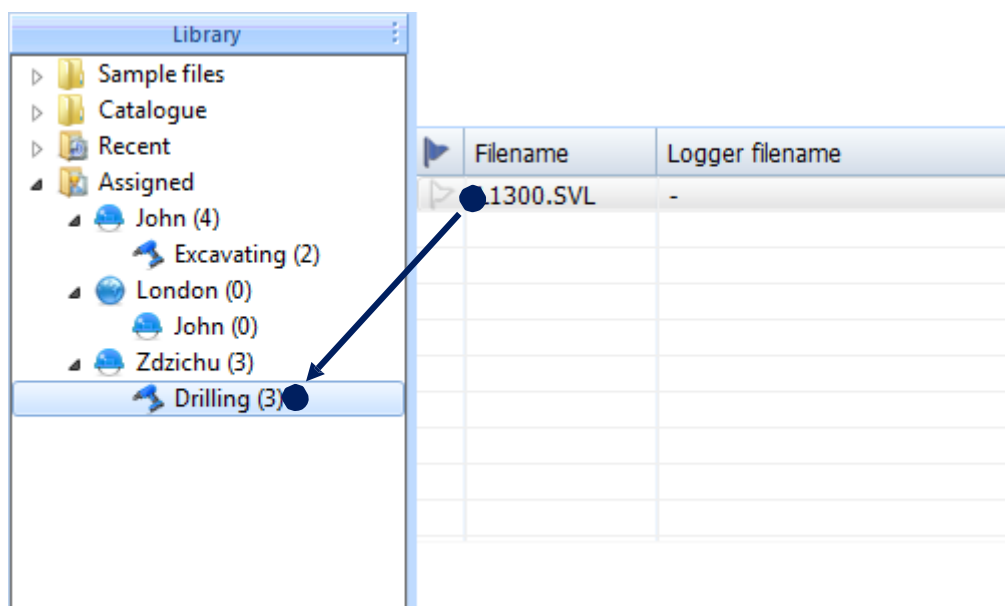 Library
Sample files
Catalogue
Recent
Assigned
John (4)
Excavating (2)
London (0)
John (0)
Zdzichu (3)
Drilling (3)
Filename Logger filename
1300.SVL -